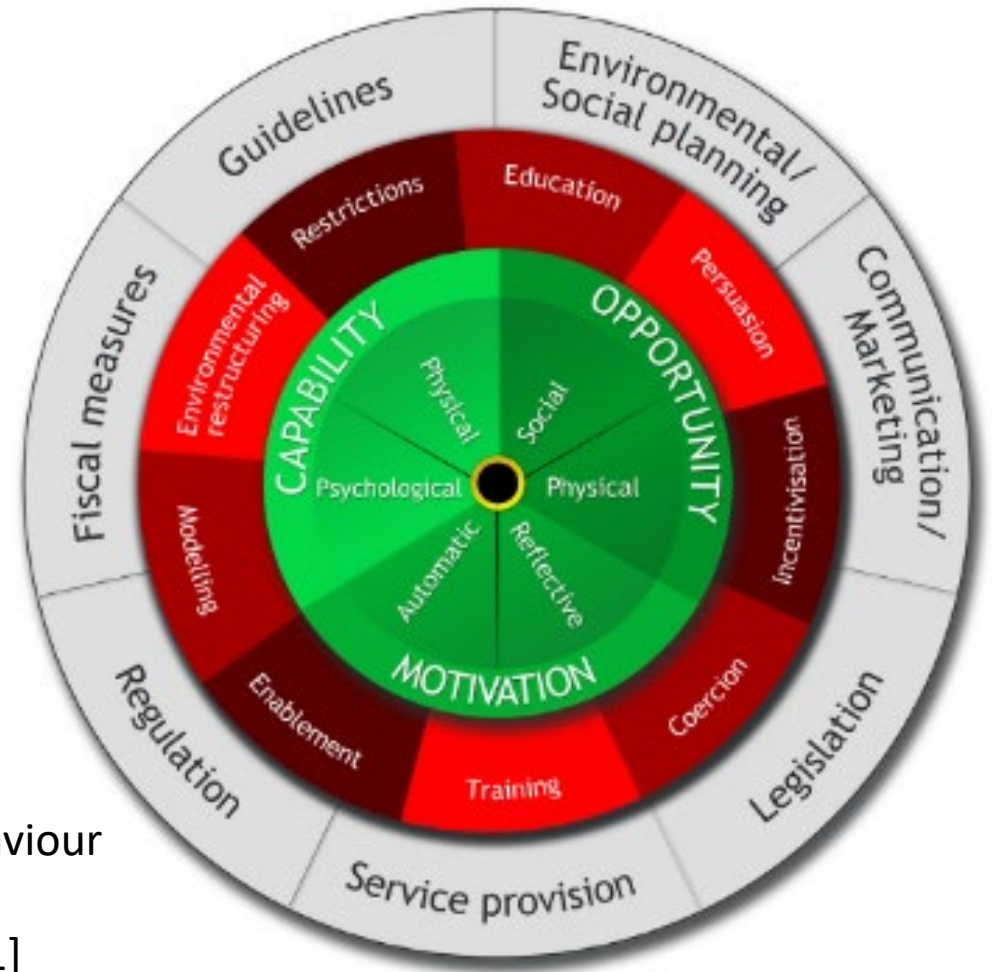 Guidelines
Environmental/
Social planning
Communication/
Marketing
Legislation
Service provision
Regulation
Fiscal measures
Restrictions
Education
Persuasion
Incentivisation
Coercion
Training
Enablement
Modelling
Environmental
restructuring
CAPABILITY
OPPORTUNITY
MOTIVATION
Physical
Social
Physical
Reflective
Automatic
Psychological
viour